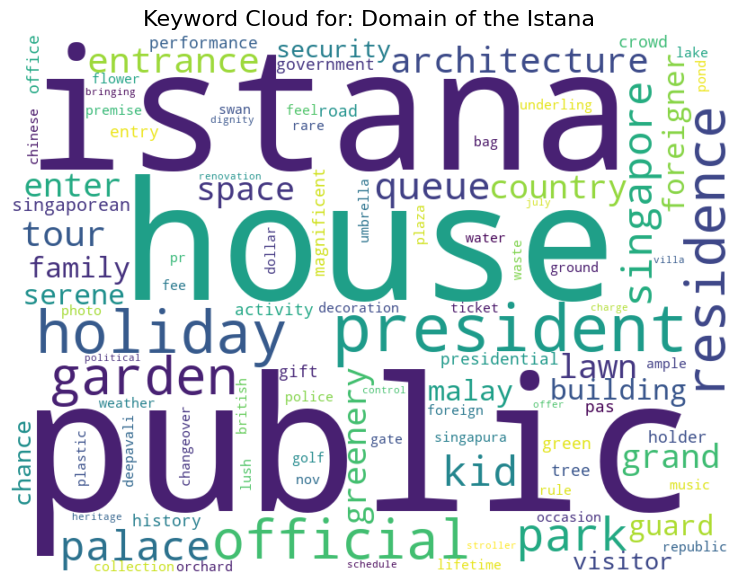 Keyword Cloud for: Domain of the Istana
office
performance
security
crowd
lake
entrance
government
architecture
flower
bringing
istana
premise
swan
dignity
feel
road
rare
underling
pond
chinese
entry
bag
foreigner
singapore
residence
enter
renovation
space
queue
country
singaporean
house
magnificent
umbrella
plaza
july
tour
pr
dollar
water
waste
ground
villa
family
fee
serene
activity
decoration
ticket
charge
photo
holiday
president
political
presidential
garden
gift
lawn
ample
malay
building
weather
public
british
police
greenery
control
foreign
offer
pas
chance
plastic
deepavali
changeover
lush
golf
nov
gate
singapura
kid
green
tree
rule
holder
grand
heritage
history
official
park
occasion
music
guard
republic
palace
collection
orchard
schedule
lifetime
stroller
visitor